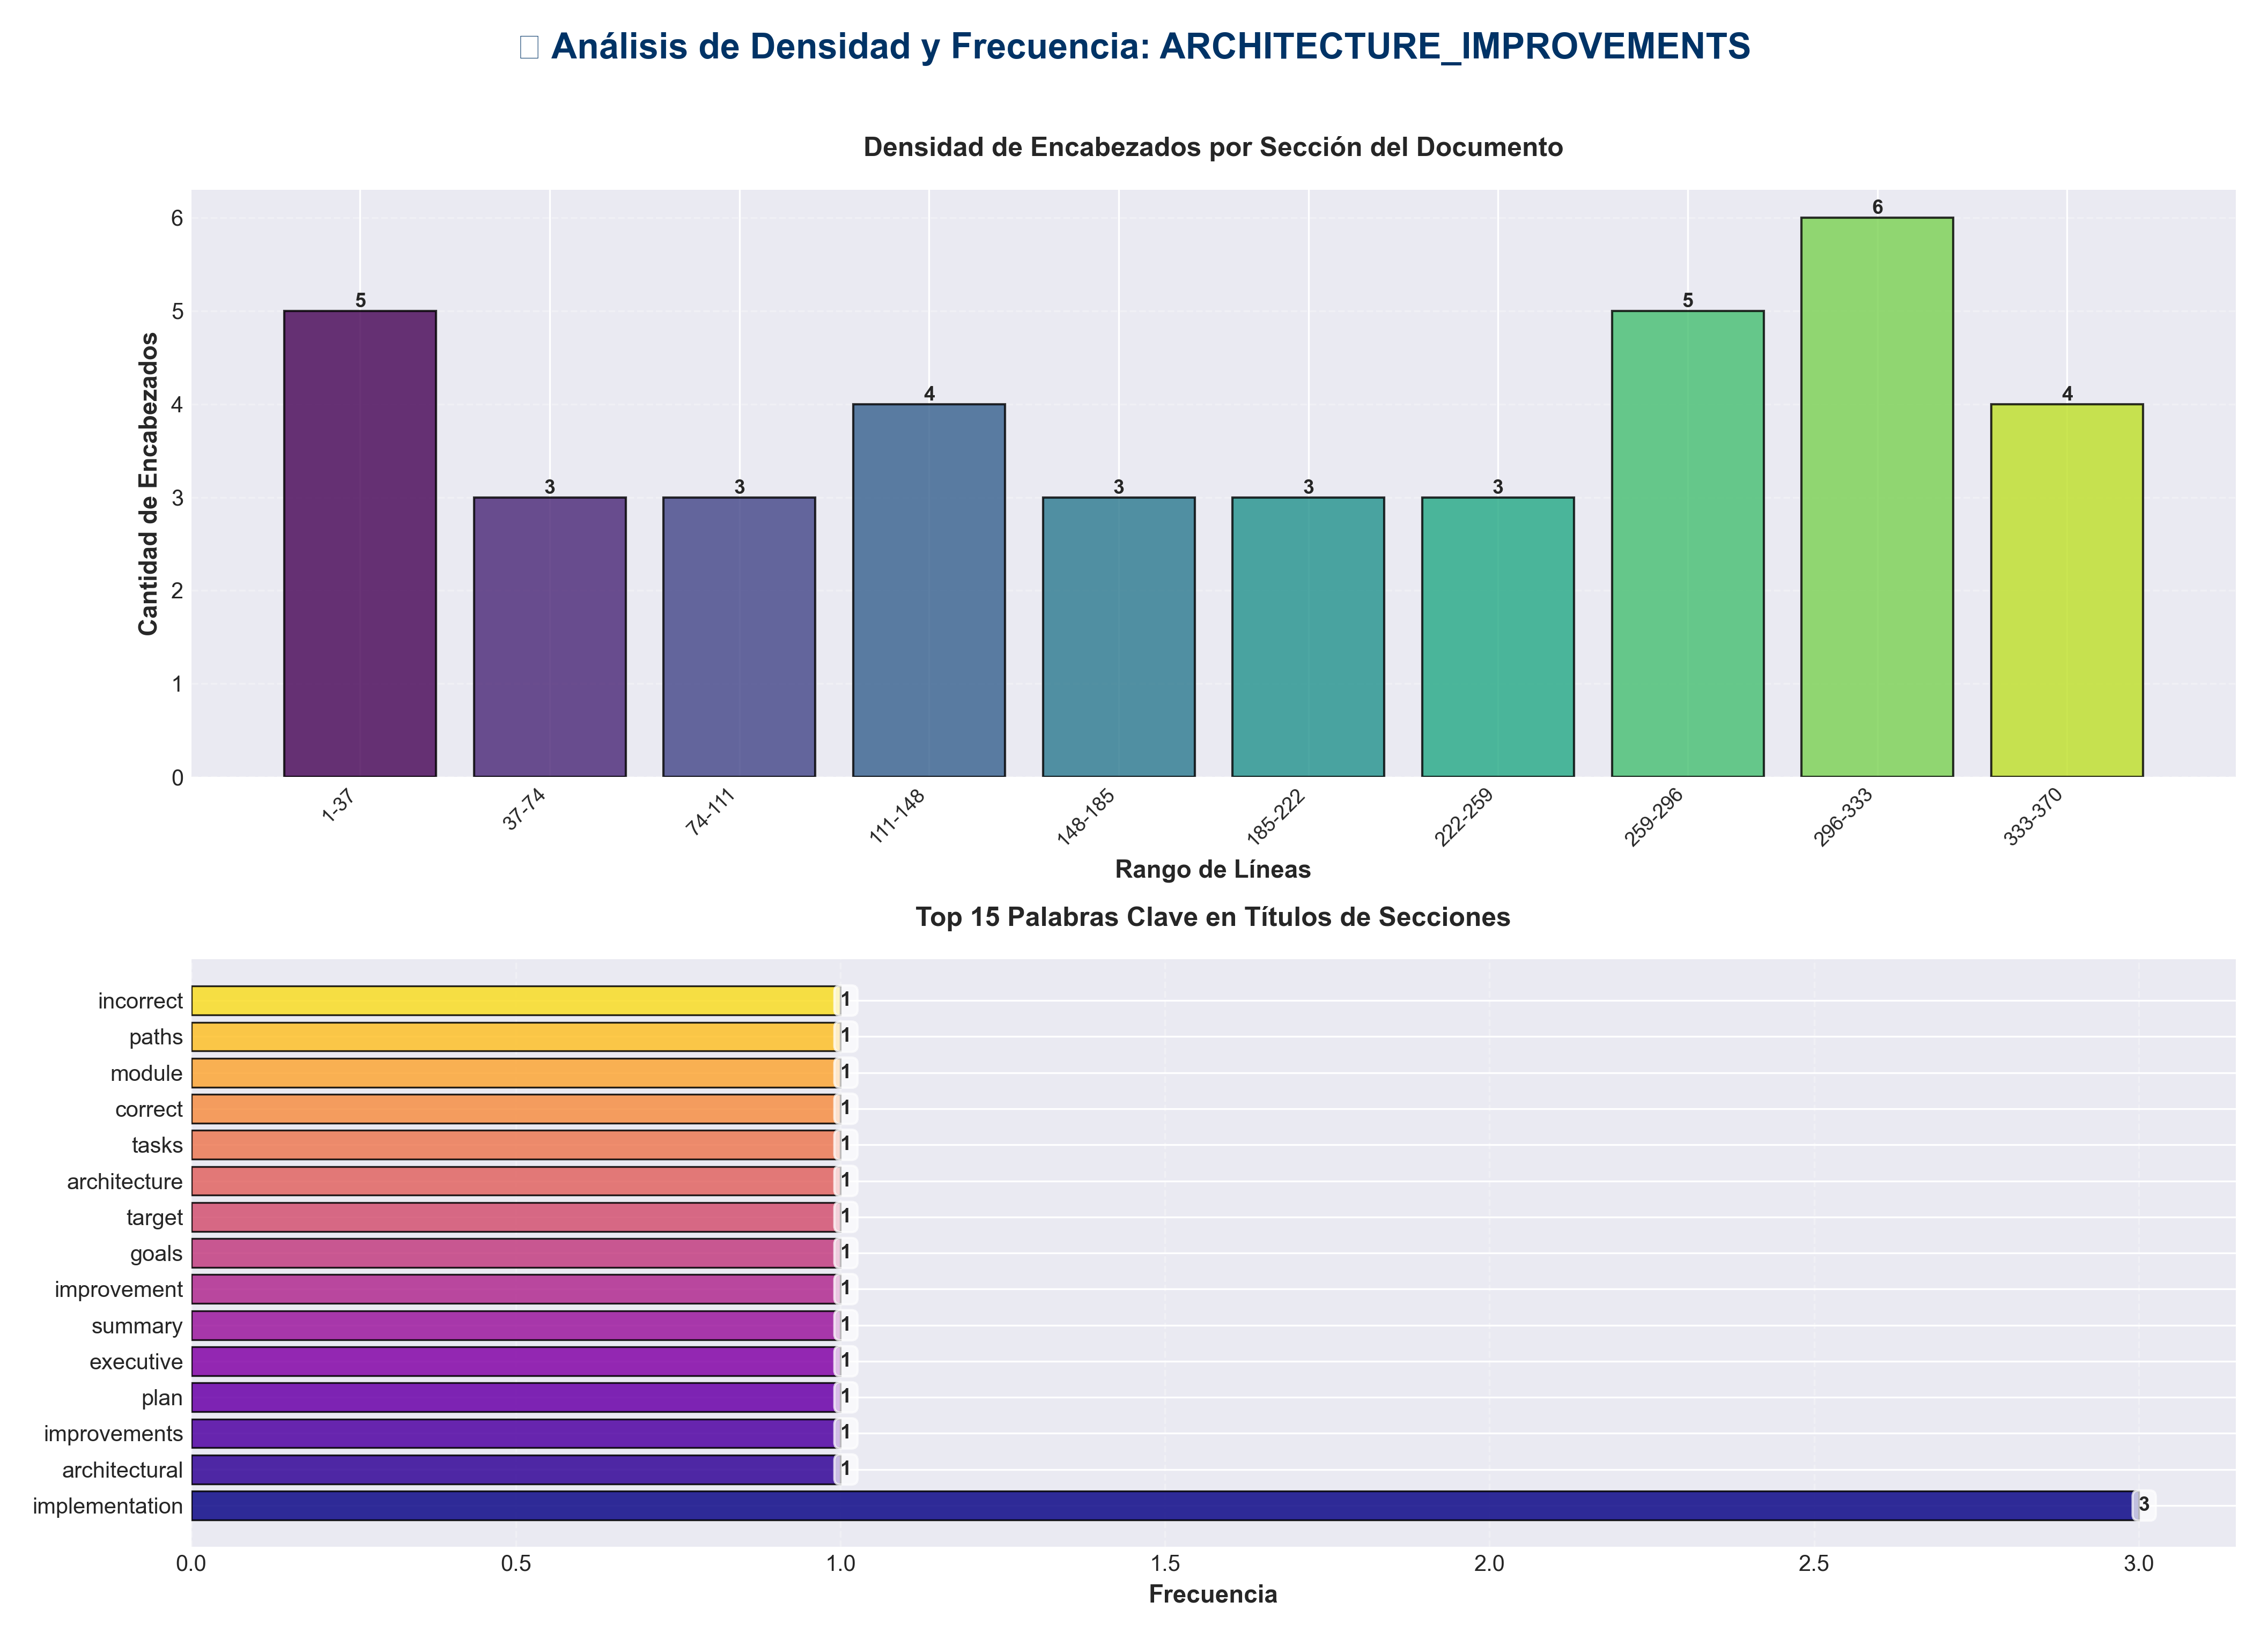 Análisis de Densidad y Frecuencia: ARCHITECTURE_IMPROVEMENTS
Densidad de Encabezados por Sección del Documento
Cantidad de Encabezados
6
5
4
3
2
1
0
5
3
3
4
3
3
3
5
6
4
1-37
37-74
74-111
111-148
148-185
185-222
222-259
259-296
296-333
333-370
Rango de Líneas
Top 15 Palabras Clave en Títulos de Secciones
incorrect 1
paths 1
module 1
correct 1
tasks 1
architecture 1
target 1
goals 1
improvement 1
summary 1
executive 1
plan 1
improvements 1
architectural 1
implementation 3
0.0 0.5 1.0 1.5 2.0 2.5 3.0
Frecuencia